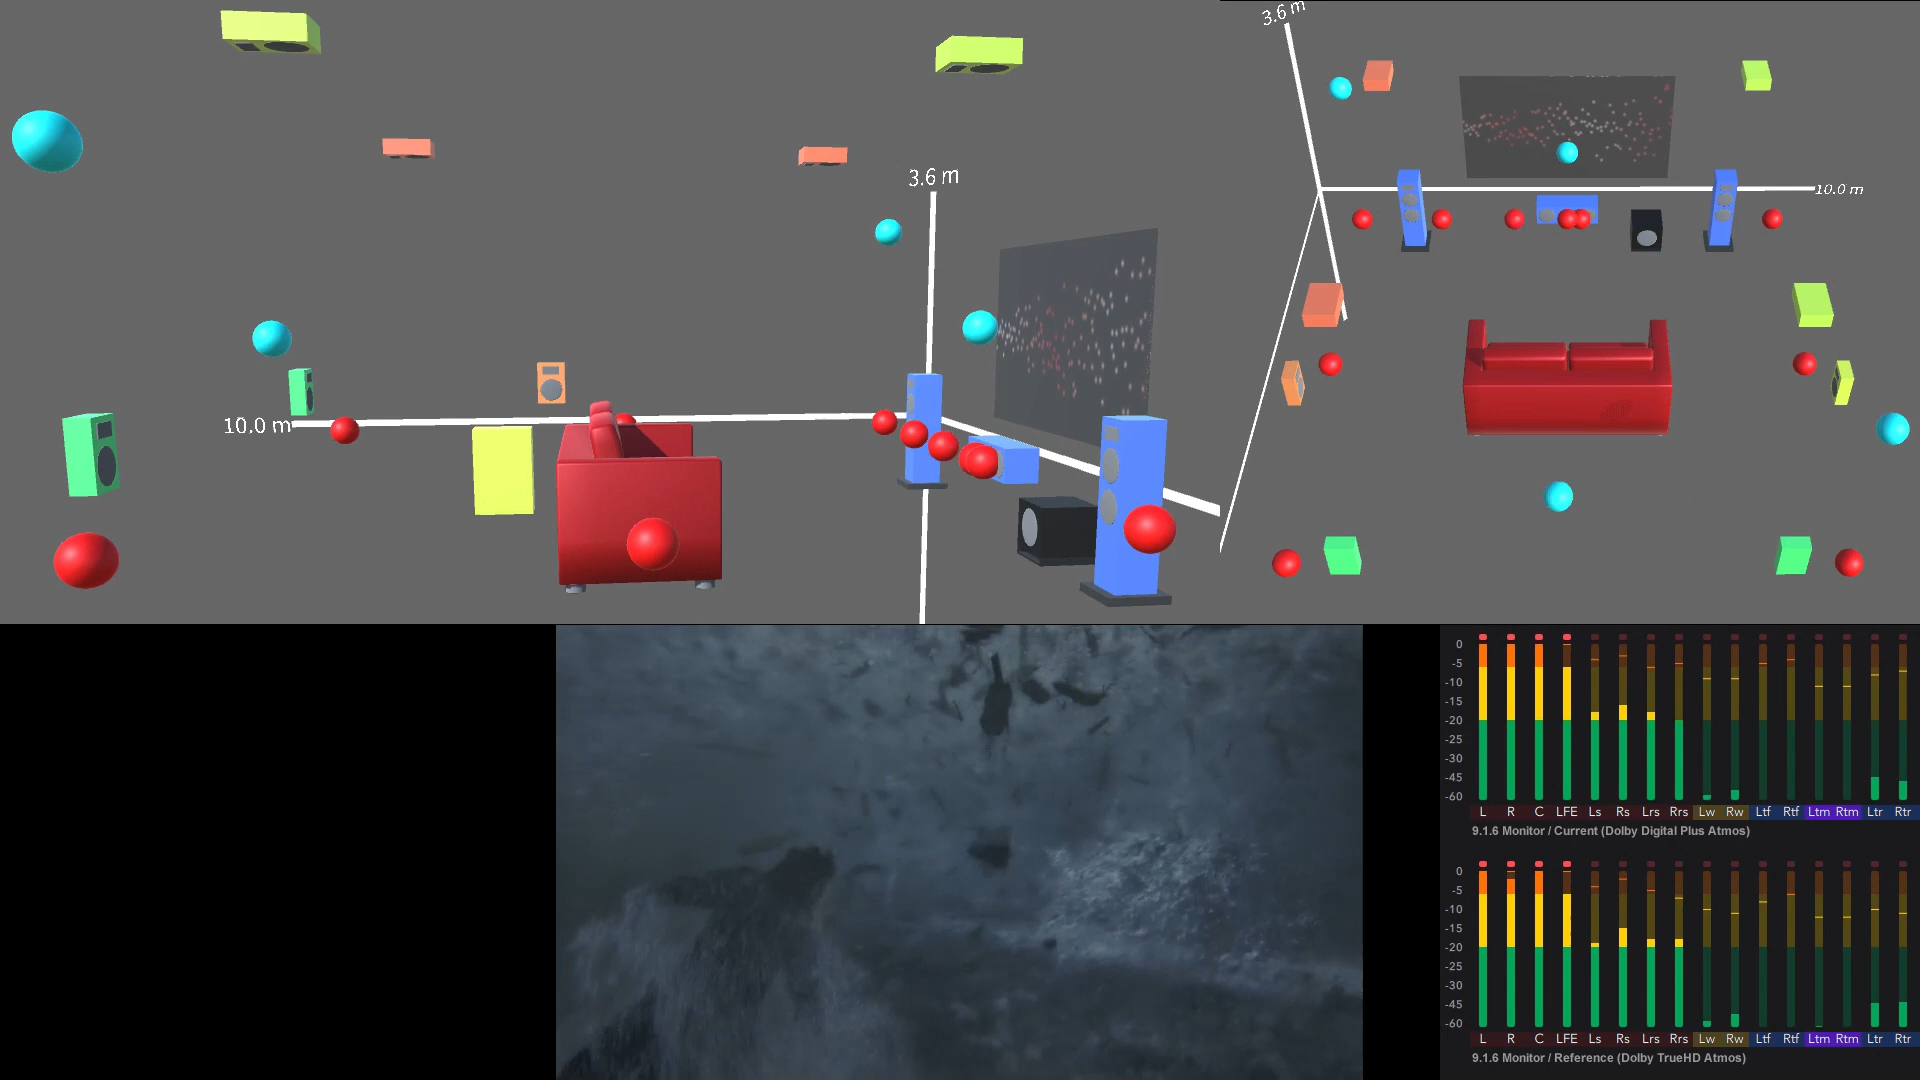 3.6 m
10.0 m
3.6 m
10.0 m
0
-5
-10
-15
-20
-25
-30
-45
-60
L R C LFE Ls Rs Lrs Rrs Lw Rw Ltf Rtf Ltm Rtm Ltr Rtr
9.1.6 Monitor / Current (Dolby Digital Plus Atmos)
0
-5
-10
-15
-20
-25
-30
-45
-60
L R C LFE Ls Rs Lrs Rrs Lw Rw Ltf Rtf Ltm Rtm Ltr Rtr
9.1.6 Monitor / Reference (Dolby TrueHD Atmos)